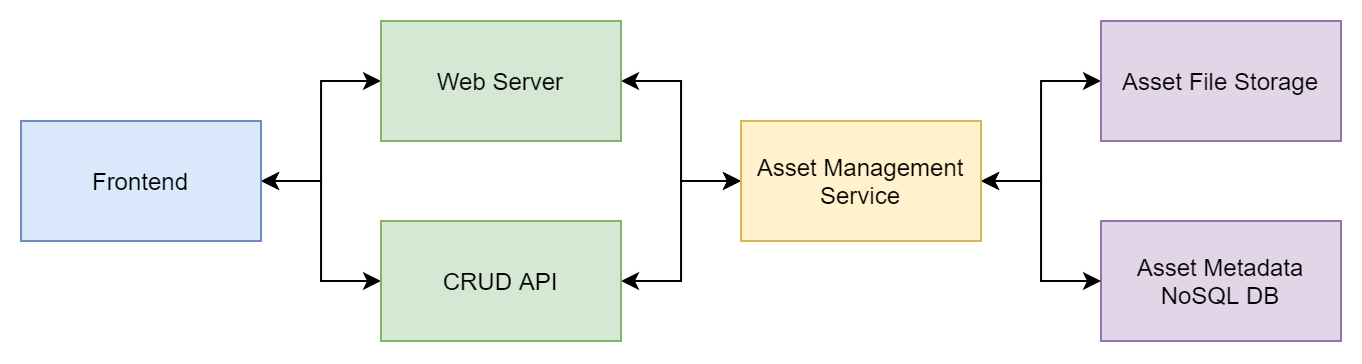 Frontend
Web Server
CRUD API
Asset Management
Service
Asset File Storage
Asset Metadata
NoSQL DB